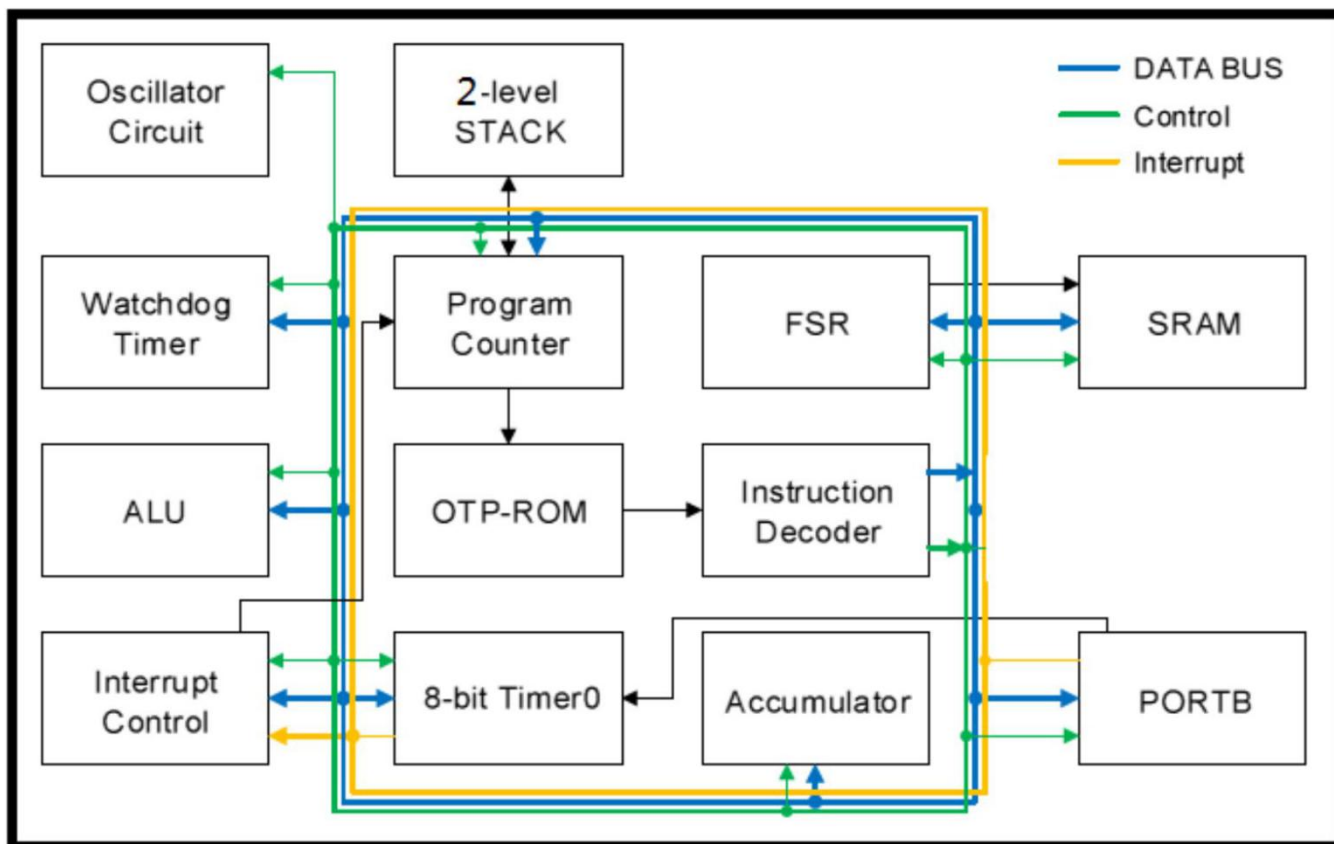 Oscillator
Circuit
2-level
STACK
DATA BUS
Control
Interrupt
Watchdog
Timer
Program
Counter
FSR
SRAM
ALU
OTP-ROM
Instruction
Decoder
Interrupt
Control
8-bit Timer0
Accumulator
PORTB